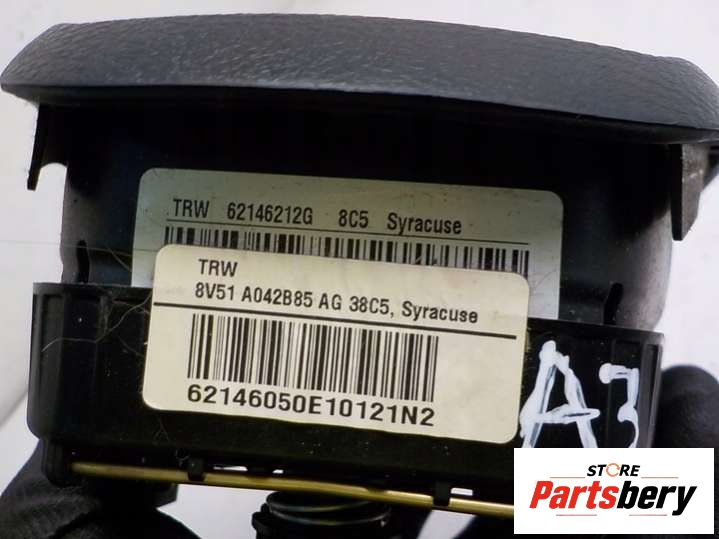 TRW 62146212G 8C5 Syracuse
TRW
8V51 A042B85 AG 38C5, Syracuse
62146050E10121N2
A3
STORE
Partsbery